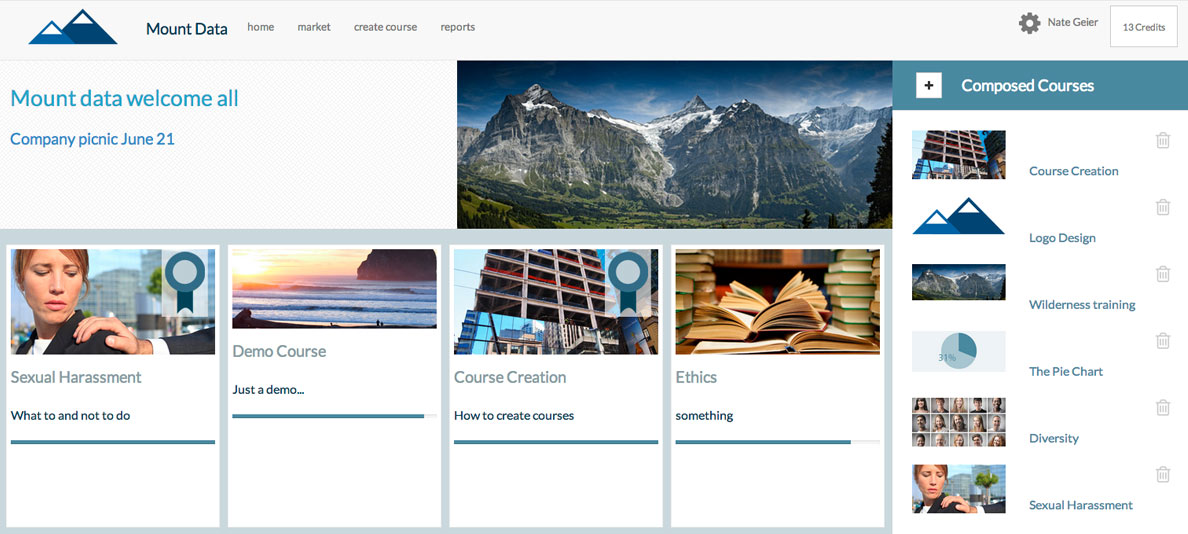 Mount Data
home
market
create course
reports
Nate Geier
13 Credits
Mount data welcome all
Company picnic June 21
Sexual Harassment
What to and not to do
Demo Course
Just a demo...
Course Creation
How to create courses
Ethics
something
+ Composed Courses
Course Creation
Logo Design
Wilderness training
31%
The Pie Chart
Diversity
Sexual Harassment